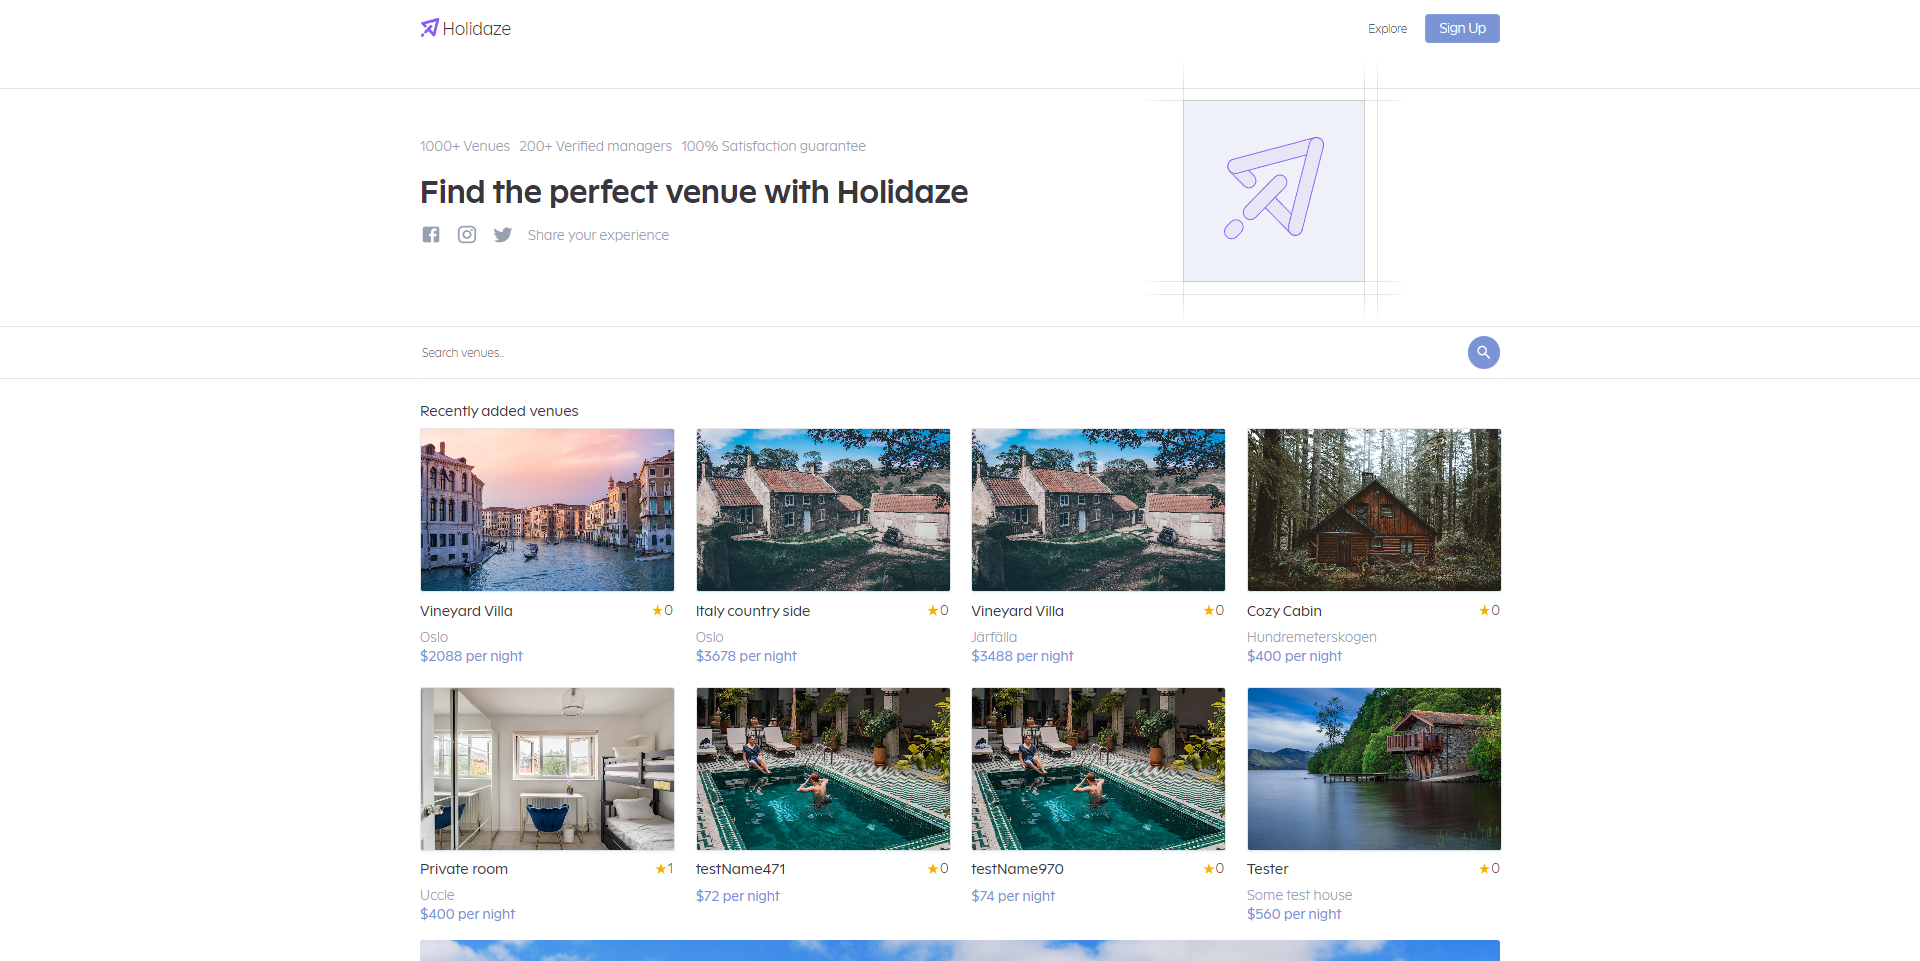 Holidaze
Explore
Sign Up
1000+ Venues 200+ Verified managers 100% Satisfaction guarantee
Find the perfect venue with Holidaze
Share your experience
Search venues..
Recently added venues
Vineyard Villa ★0
Oslo
$2088 per night
Italy country side ★0
Oslo
$3678 per night
Vineyard Villa ★0
Järfälla
$3488 per night
Cozy Cabin ★0
Hundremeterskogen
$400 per night
Private room ★1
Uccle
$400 per night
testName471 ★0
$72 per night
testName970 ★0
$74 per night
Tester ★0
Some test house
$560 per night